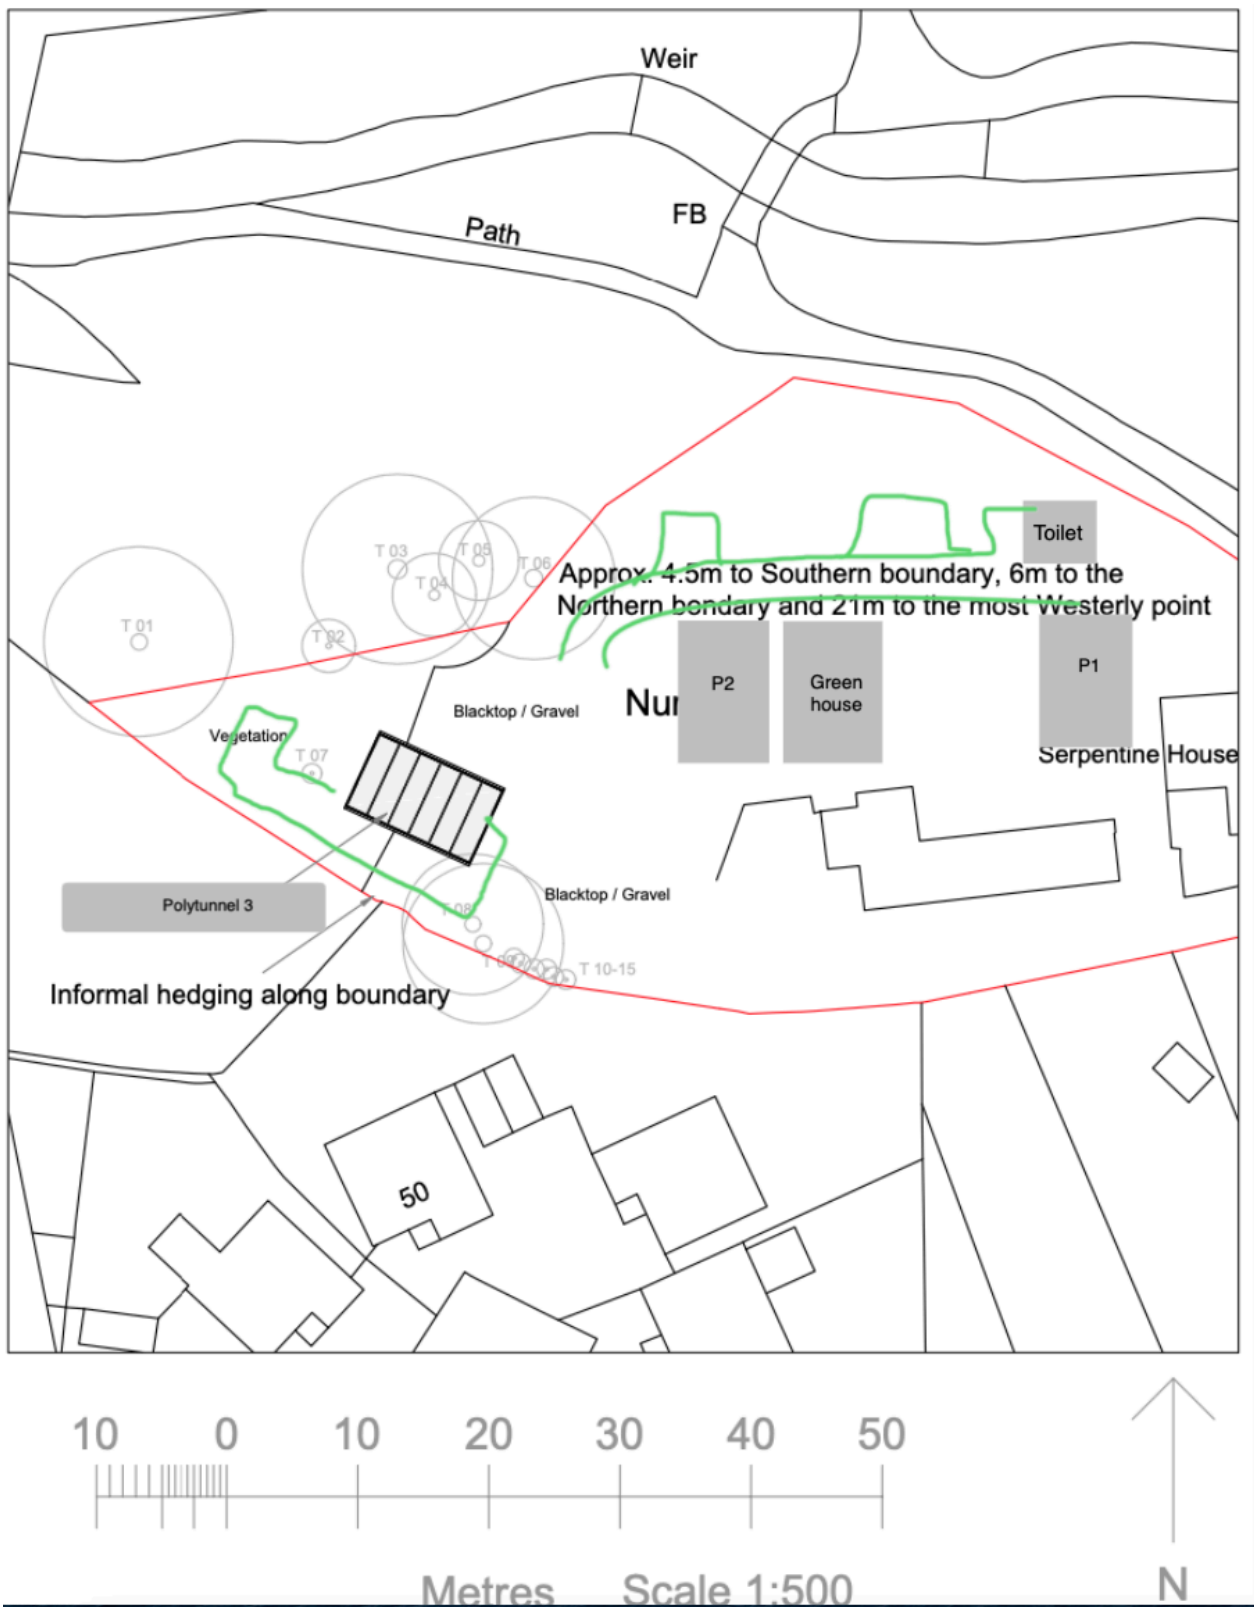 Weir
FB
Path
T 03
T 05
T 06
T 04
T 01
T 02
Toilet
Approx. 4.5m to Southern boundary, 6m to the
Northern bondary and 21m to the most Westerly point
P2
Green
house
P1
Nur
Blacktop / Gravel
Vegetation
T 07
Serpentine House
Polytunnel 3
T 08
Blacktop / Gravel
T 10-15
Informal hedging along boundary
50
10 0 10 20 30 40 50
Metres Scale 1:500
N